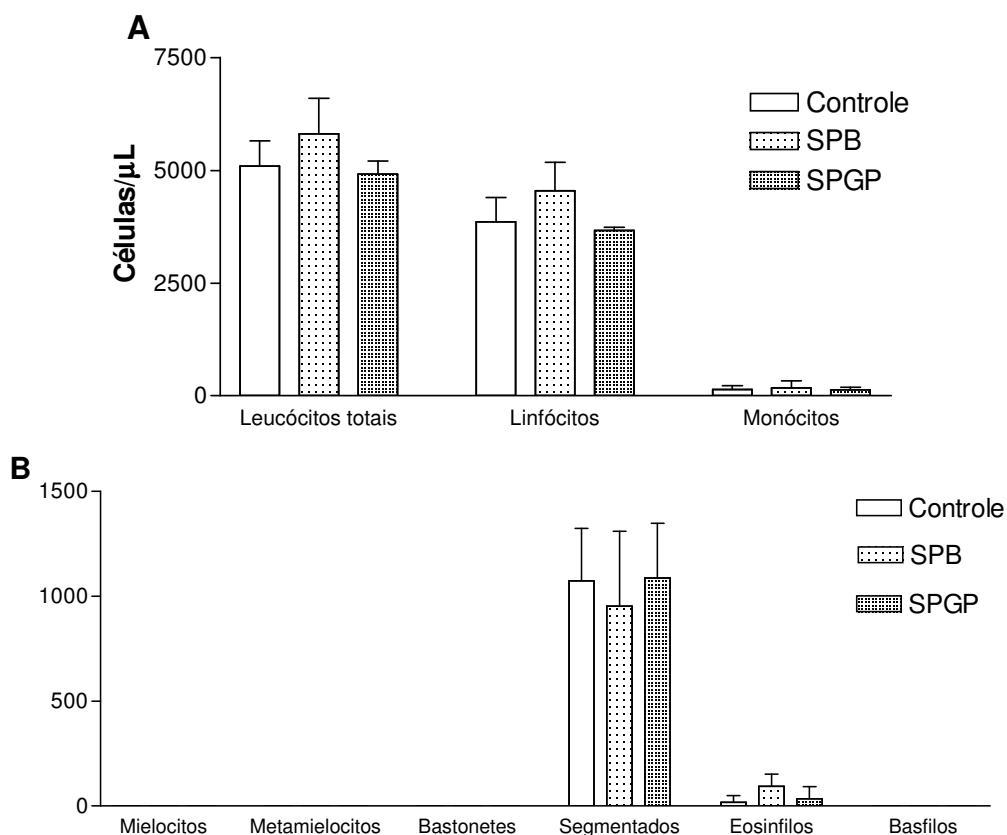 A
7500
5000
2500
0
Células/μL
Controle
SPB
SPGP
Leucócitos totais Linfócitos Monócitos
B
1500
1000
500
0
Controle
SPB
SPGP
Mielocitos Metamielocitos Bastonetes Segmentados Eosinfilos Basfilos